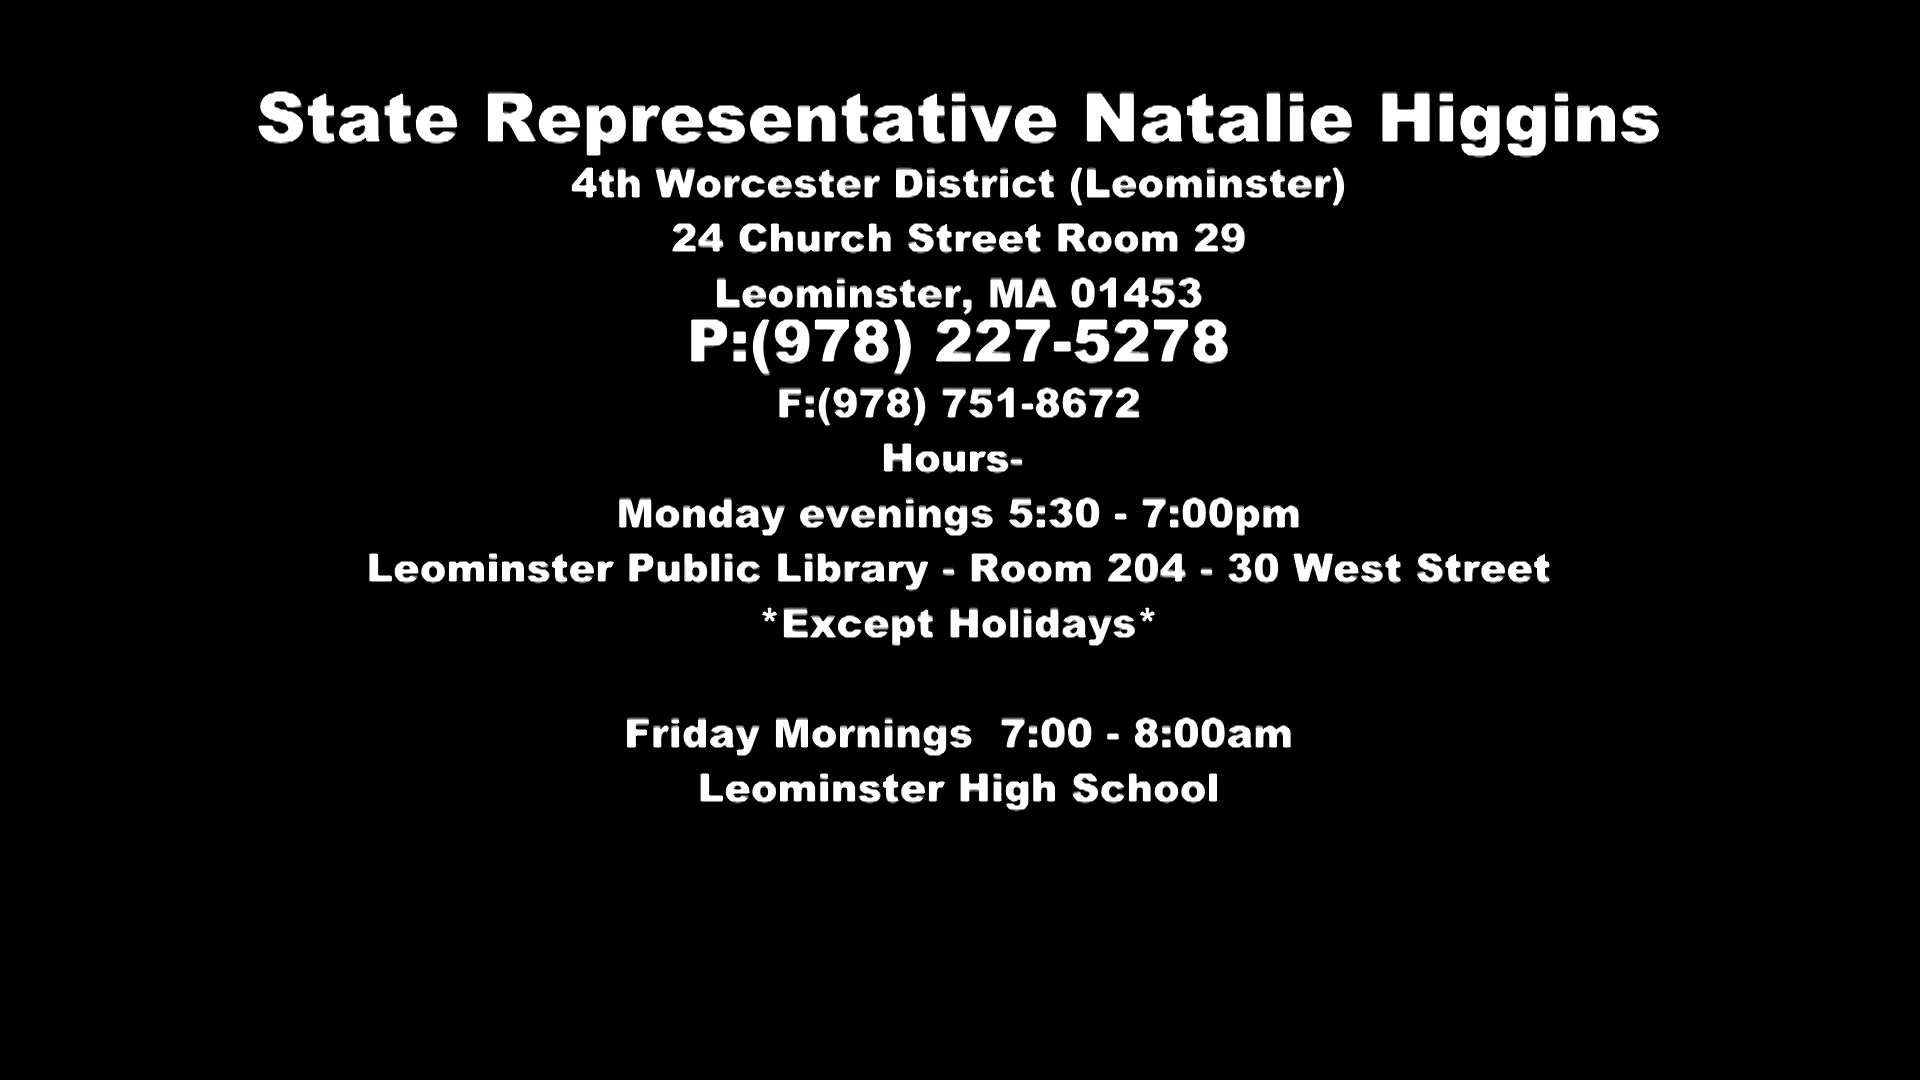 State Representative Natalie Higgins
4th Worcester District (Leominster)
24 Church Street Room 29
Leominster, MA 01453
P:(978) 227-5278
F:(978) 751-8672
Hours-
Monday evenings 5:30 - 7:00pm
Leominster Public Library - Room 204 - 30 West Street
*Except Holidays*
Friday Mornings  7:00 - 8:00am
Leominster High School